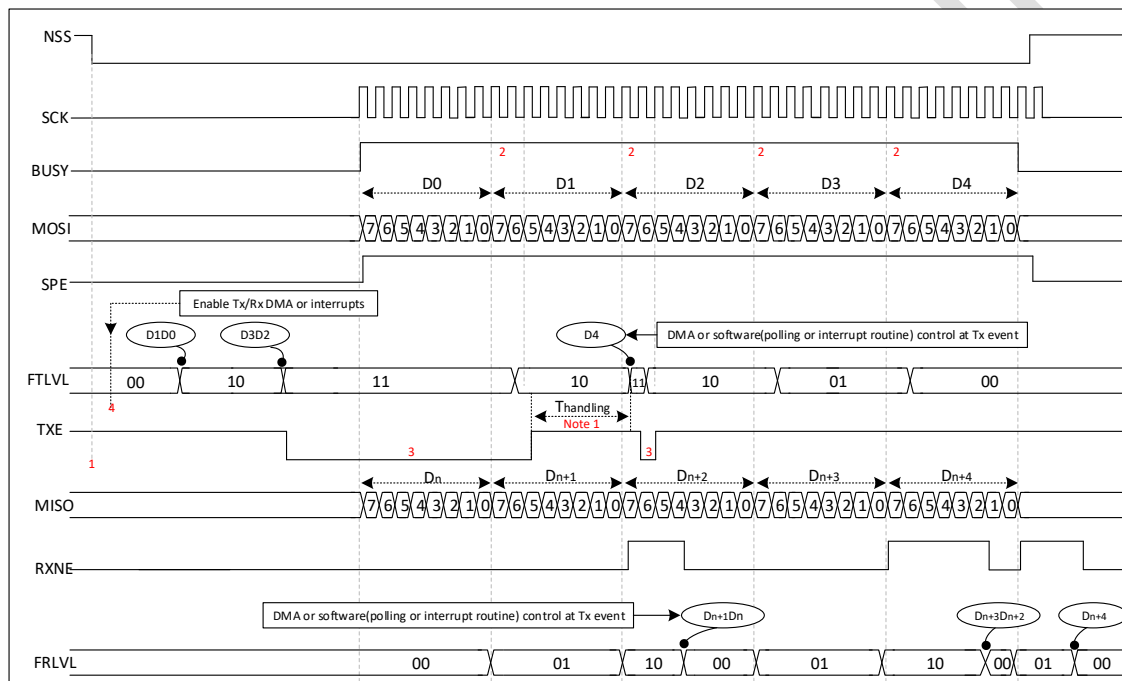 NSS
SCK
2 2 2 2
BUSY
D0 D1 D2 D3 D4
MOSI 7 6 5 4 3 2 1 0 7 6 5 4 3 2 1 0 7 6 5 4 3 2 1 0 7 6 5 4 3 2 1 0 7 6 5 4 3 2 1 0
SPE
Enable Tx/Rx DMA or interrupts
D1D0 D3D2 D4 DMA or software(polling or interrupt routine) control at Tx event
FTLVL 00 10 11 10 11 10 01 00
4 Thandling
TXE Note 1
1 3 3
Dn Dn+1 Dn+2 Dn+3 Dn+4
MISO 7 6 5 4 3 2 1 0 7 6 5 4 3 2 1 0 7 6 5 4 3 2 1 0 7 6 5 4 3 2 1 0 7 6 5 4 3 2 1 0
RXNE
DMA or software(polling or interrupt routine) control at Tx event Dn+1Dn Dn+3Dn+2 Dn+4
FRLVL 00 01 10 00 01 10 00 01 00